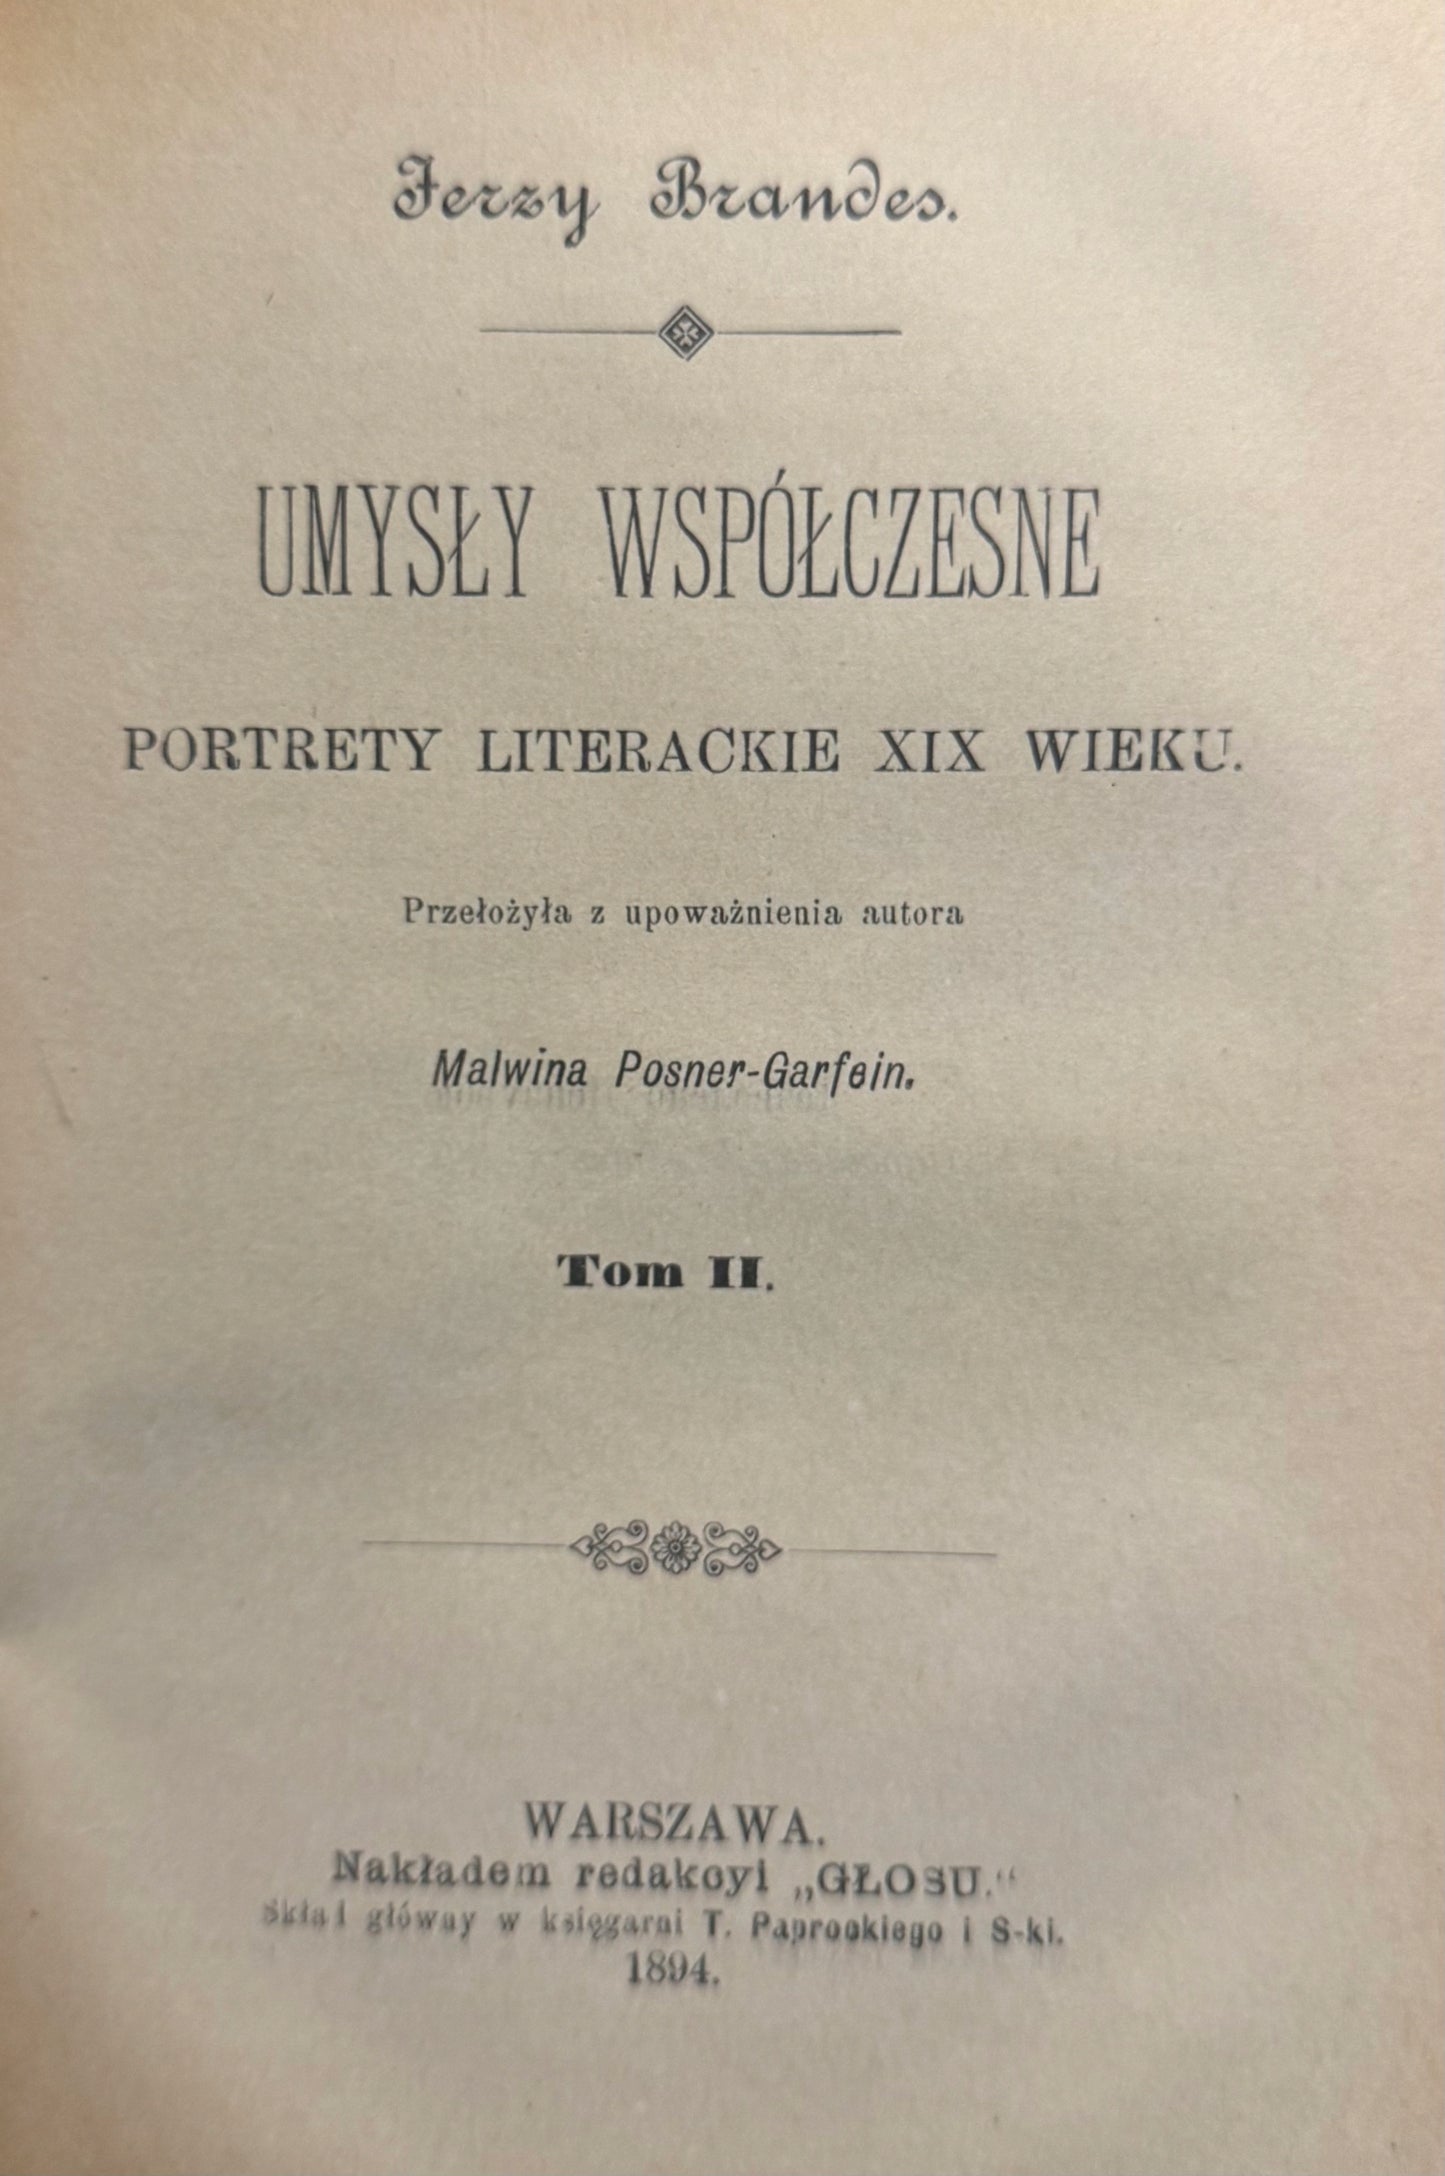 Jerzy Brandes.
UMYSŁY WSPÓŁCZESNE
PORTRETY LITERACKIE XIX WIEKU.
Przełożyła z upoważnienia autora
Malwina Posner-Garfein.
Tom II.
WARSZAWA.
Nakładem redakcyi „GŁOSU.“
Skład główny w księgarni T. Paprockiego i S-ki.
1894.